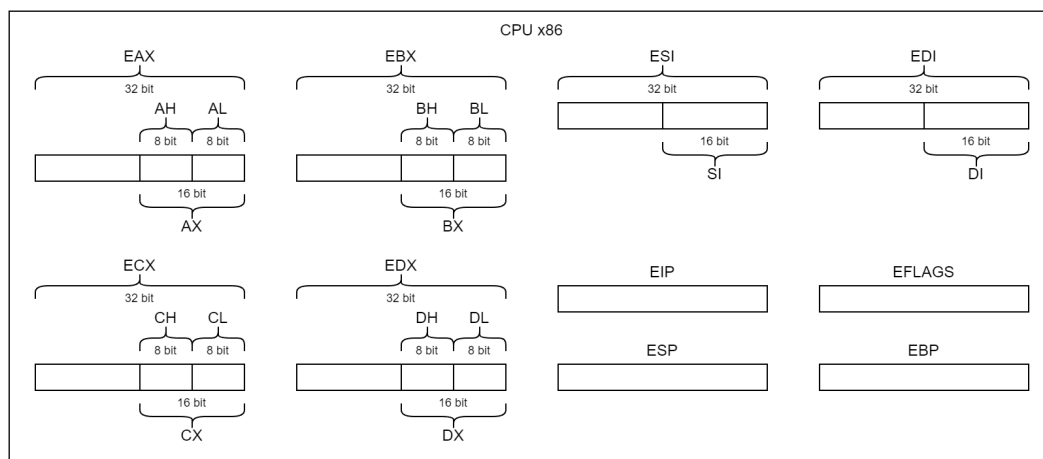 CPU x86
EAX
32 bit
AH AL
8 bit 8 bit
16 bit
AX
EBX
32 bit
BH BL
8 bit 8 bit
16 bit
BX
ESI
32 bit
16 bit
SI
EDI
32 bit
16 bit
DI
ECX
32 bit
CH CL
8 bit 8 bit
16 bit
CX
EDX
32 bit
DH DL
8 bit 8 bit
16 bit
DX
EIP
EFLAGS
ESP
EBP